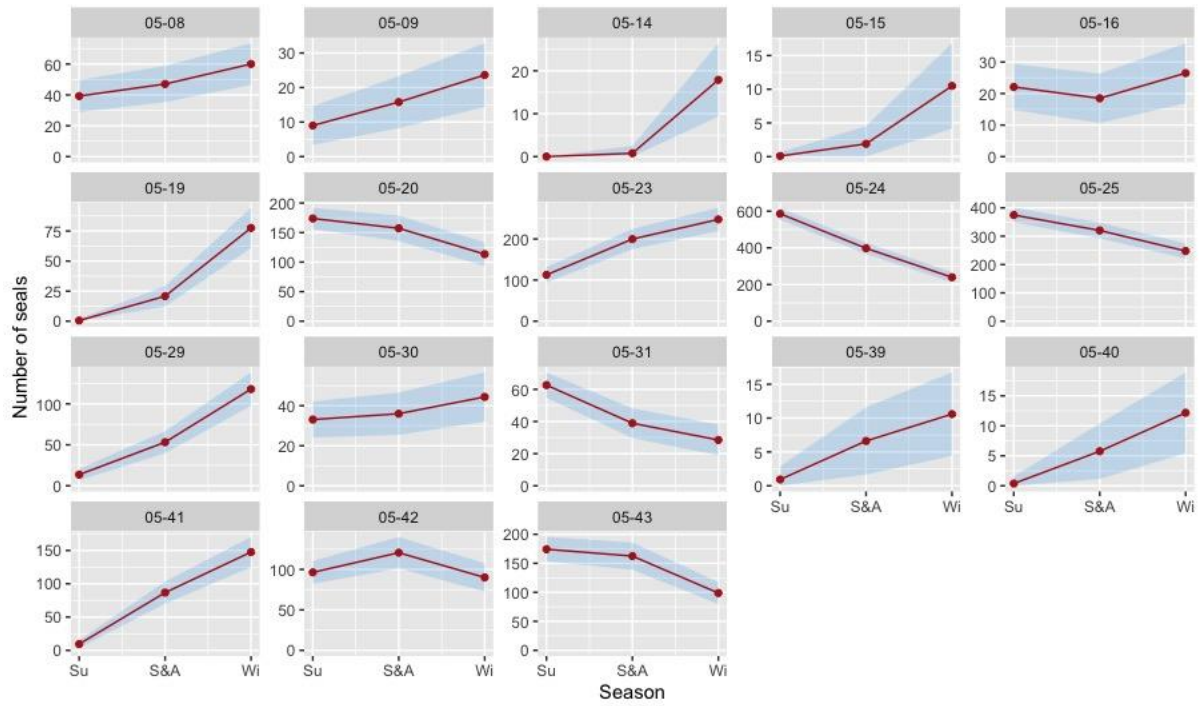 05-08 05-09 05-14 05-15 05-16
60 40 20 0
30 20 10 0
20 10 0
15 10 5 0
30 20 10 0
05-19 05-20 05-23 05-24 05-25
75 50 25 0
200 150 100 50 0
200 100 0
600 400 200 0
400 300 200 100 0
05-29 05-30 05-31 05-39 05-40
100 50 0
40 20 0
60 40 20 0
15 10 5 0
15 10 5 0
Su S&A Wi
Su S&A Wi
05-41 05-42 05-43
150 100 50 0
100 50 0
200 150 100 50 0
Su S&A Wi
Su S&A Wi
Su S&A Wi
Number of seals
Season